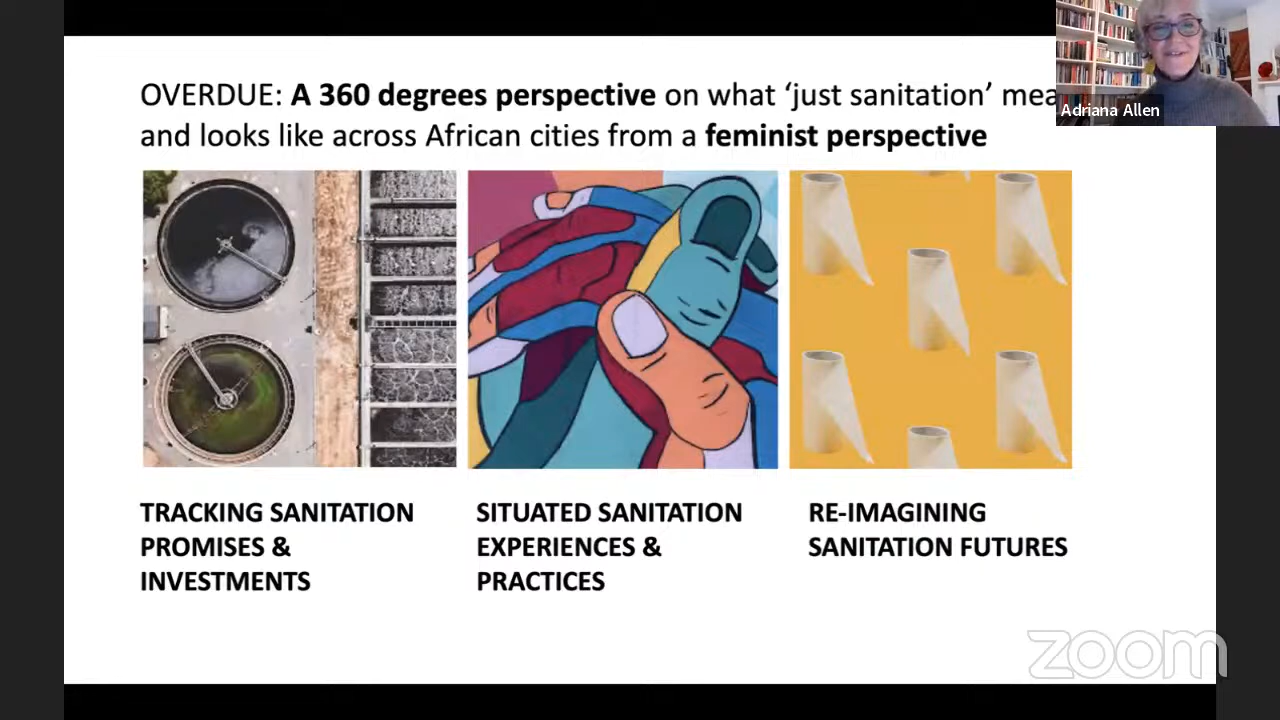 OVERDUE: A 360 degrees perspective on what ‘just sanitation’ mea
and looks like across African cities from a feminist perspective
Adriana Allen
TRACKING SANITATION
PROMISES &
INVESTMENTS
SITUATED SANITATION
EXPERIENCES &
PRACTICES
RE-IMAGINING
SANITATION FUTURES
zoom